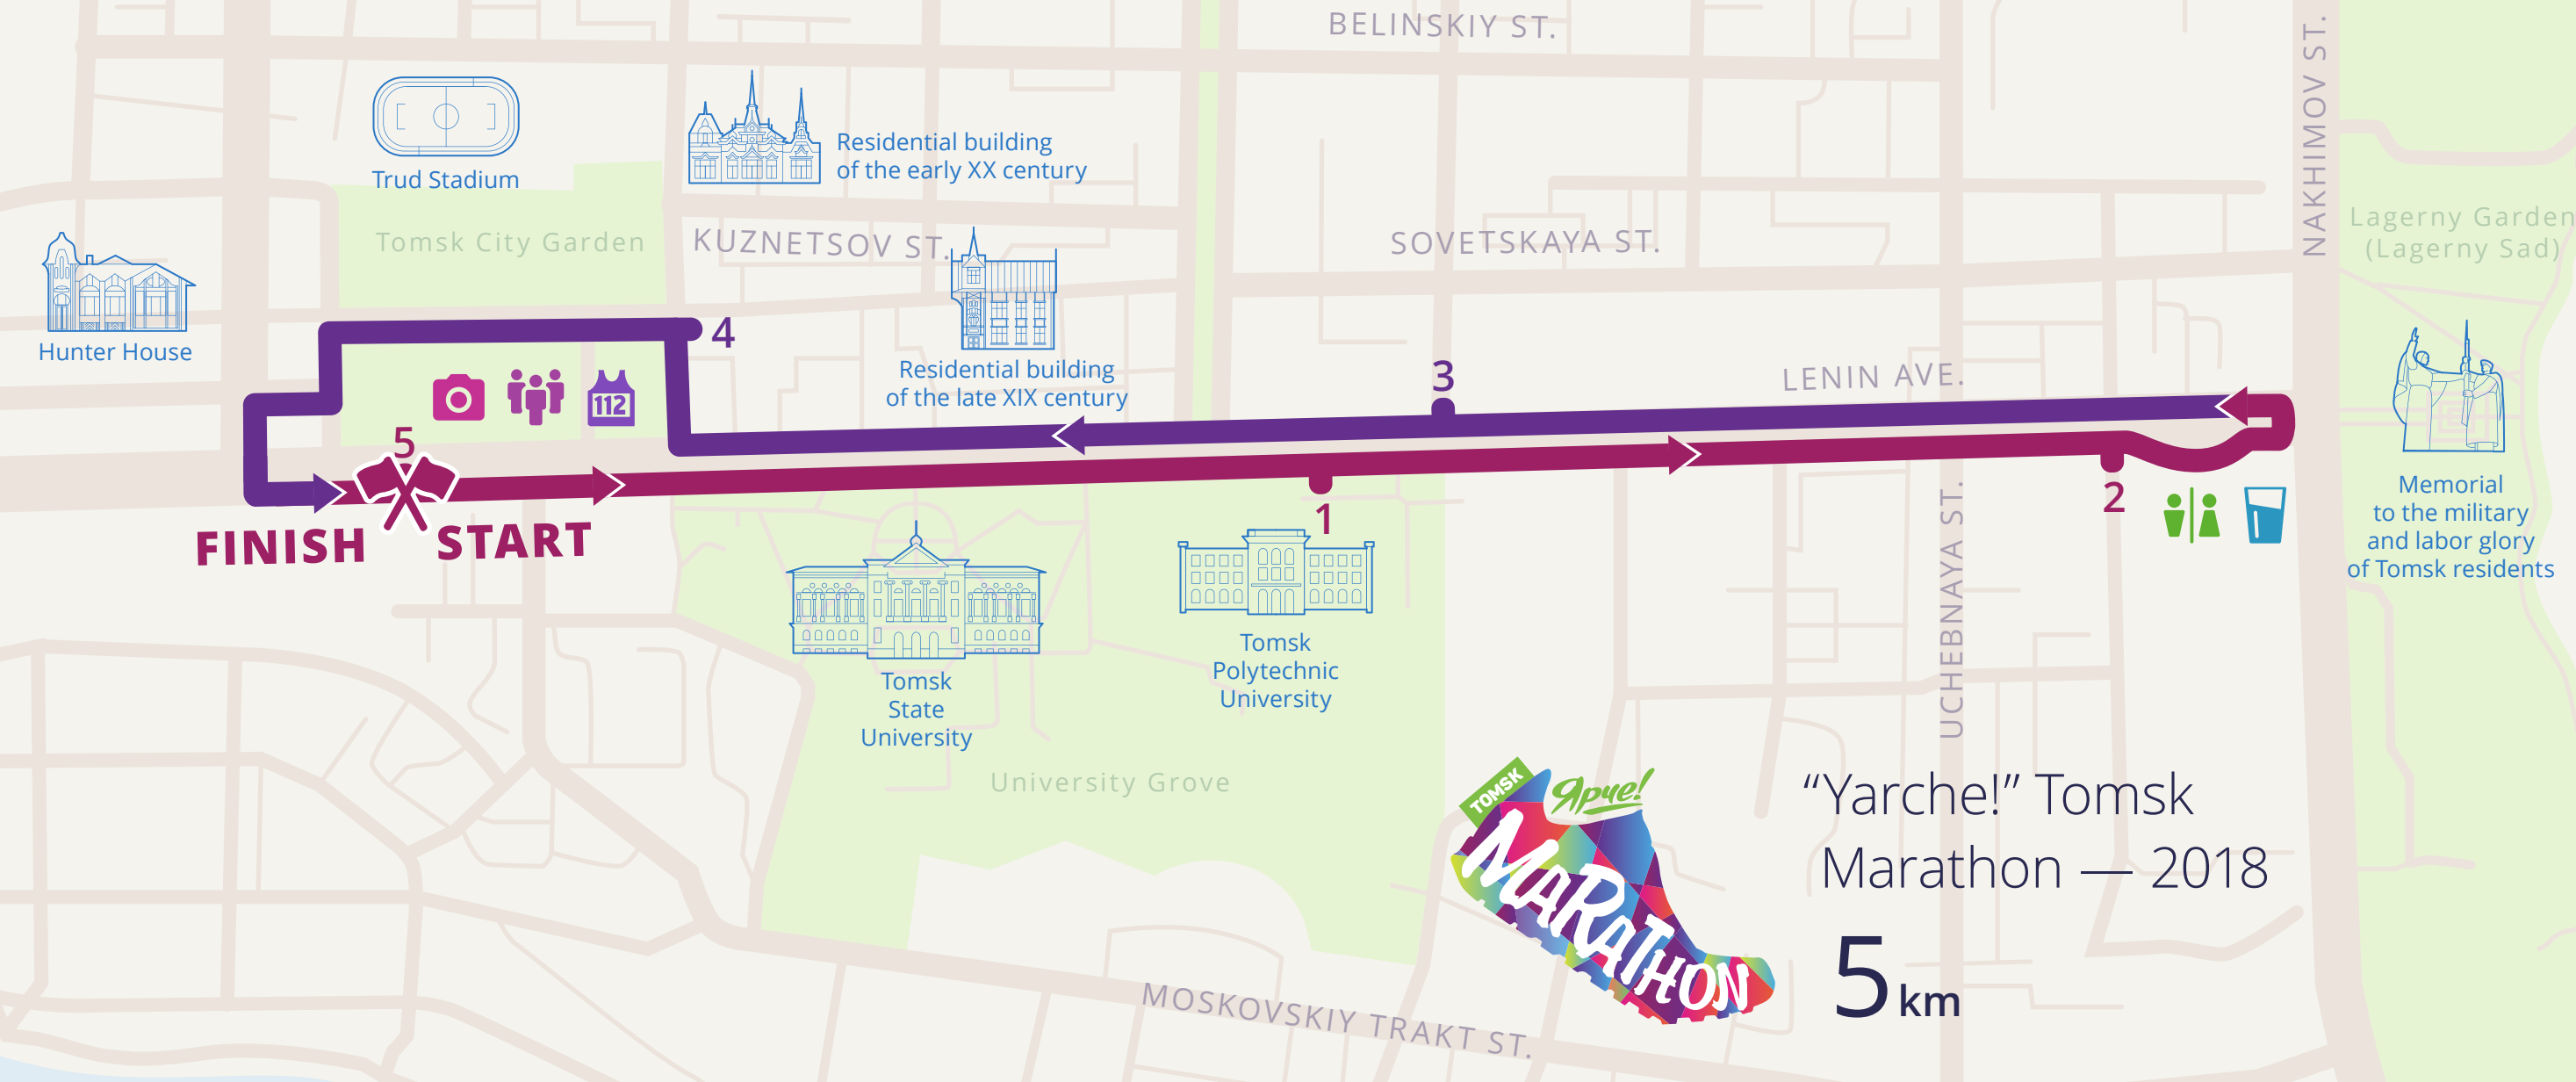 BELINSKIY ST.
NAKHIMOV ST.
Trud Stadium
Residential building
of the early XX century
Tomsk City Garden
KUZNETSOV ST.
SOVETSKAYA ST.
Lagerny Garden
(Lagerny Sad)
Hunter House
4
Residential building
of the late XIX century
3
LENIN AVE.
112
5
FINISH
START
1
2
UCHEBNAYA ST.
Memorial
to the military
and labor glory
of Tomsk residents
Tomsk
State
University
Tomsk
Polytechnic
University
University Grove
TOMSK
Ярче!
MARATHON
“Yarche!” Tomsk
Marathon — 2018
5 km
MOSKOVSKIY TRAKT ST.